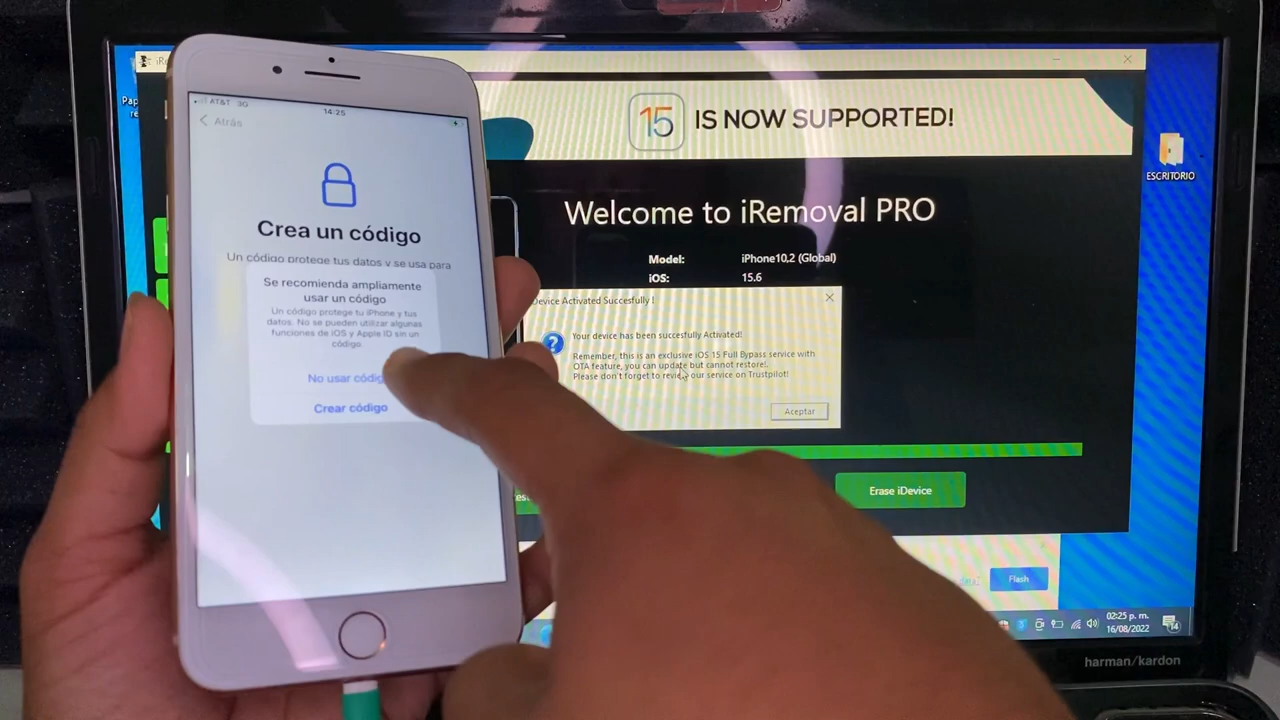 AT&T 3G
14:25
Atrás
Crea un código
Un código protege tus datos y se usa para
Se recomienda ampliamente
usar un código
Un código protege tu iPhone y tus
datos. No se pueden utilizar algunas
funciones de iOS y Apple ID sin un
código.
No usar código
Crear código
15 IS NOW SUPPORTED!
Welcome to iRemoval PRO
Model: iPhone10,2 (Global)
iOS: 15.6
Device Activated Succesfully !
Your device has been succesfully Activated!
Remember, this is an exclusive iOS 15 Full Bypass service with
OTA feature, you can update but cannot restore!.
Please don't forget to review our service on Trustpilot!
Aceptar
Erase iDevice
Flash
ESCRITORIO
02:25 p. m.
16/08/2022
14
harman/kardon